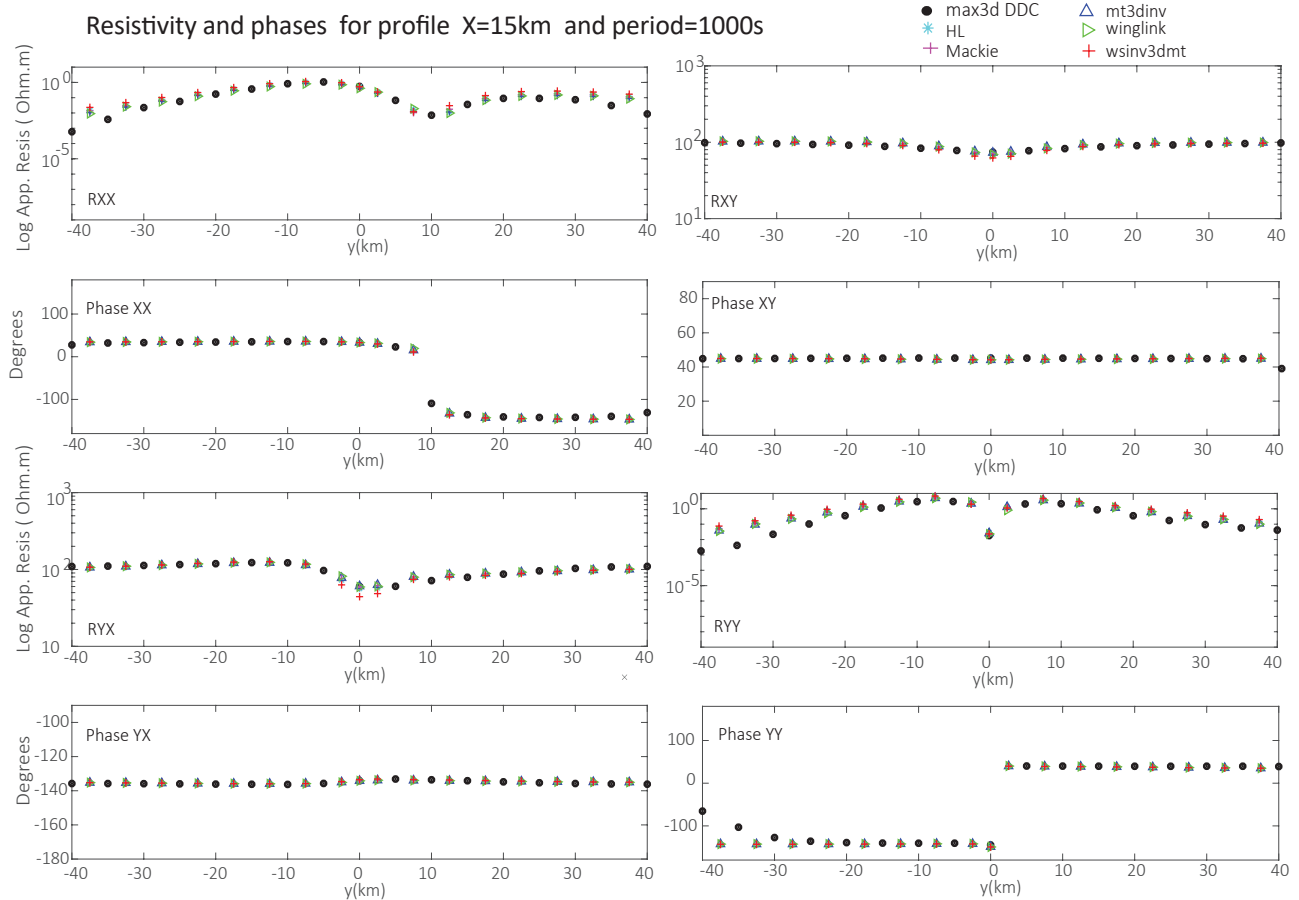 Resistivity and phases for profile X=15km and period=1000s
max3d DDC
HL
Mackie
mt3dinv
winglink
wsinv3dmt
Log App. Resis ( Ohm.m)
10^0
10^-5
RXX
-40 -30 -20 -10 0 10 20 30 40
y(km)
10^3
10^2
10^1
RXY
-40 -30 -20 -10 0 10 20 30 40
y(km)
Degrees
100
0
-100
Phase XX
-40 -30 -20 -10 0 10 20 30 40
y(km)
80
60
40
20
Phase XY
-40 -30 -20 -10 0 10 20 30 40
y(km)
Log App. Resis ( Ohm.m)
10^3
10^2
10
RYX
-40 -30 -20 -10 0 10 20 30 40
y(km)
×
10^0
10^-5
RYY
-40 -30 -20 -10 0 10 20 30 40
y(km)
Degrees
-100
-120
-140
-160
-180
Phase YX
-40 -30 -20 -10 0 10 20 30 40
y(km)
100
0
-100
Phase YY
-40 -30 -20 -10 0 10 20 30 40
y(km)